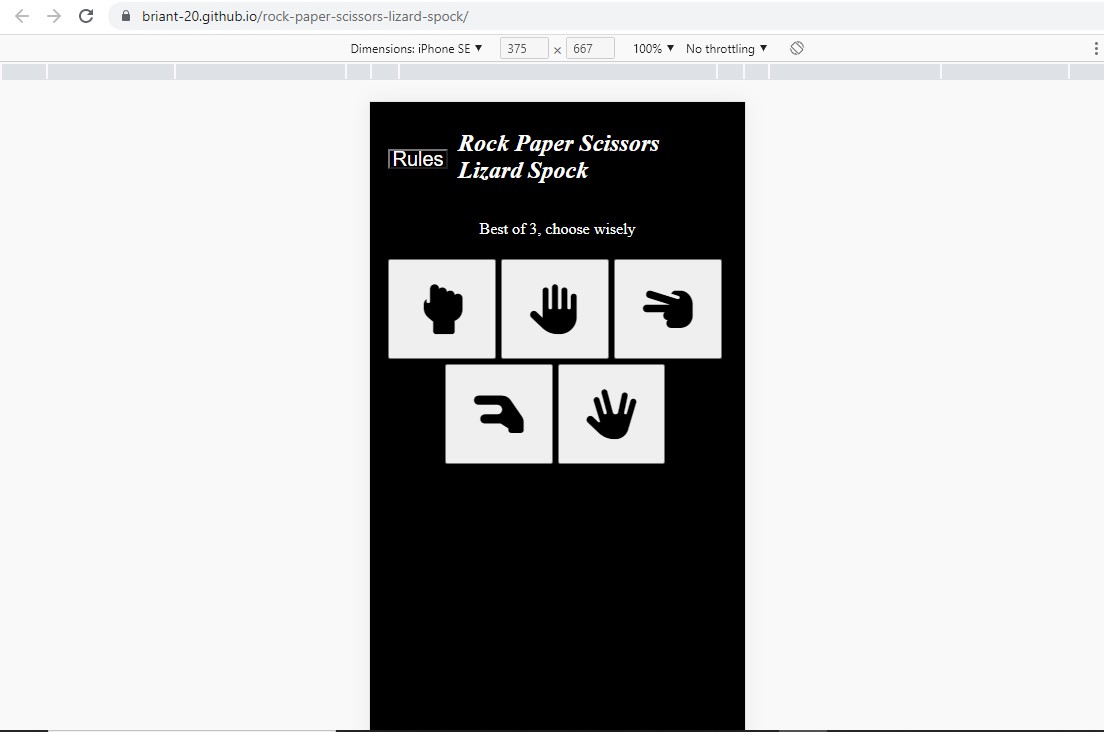 briant-20.github.io/rock-paper-scissors-lizard-spock/
Dimensions: iPhone SE 375 × 667 100% No throttling
Rules
Rock Paper Scissors
Lizard Spock
Best of 3, choose wisely